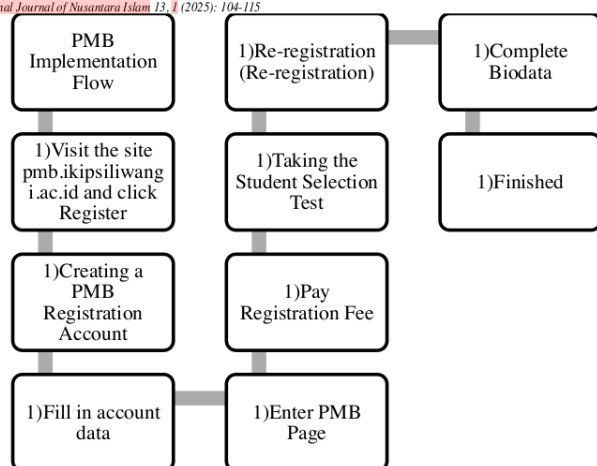 nal Journal of Nusantara Islam 13, 1 (2025): 104-115
PMB
Implementation
Flow
1)Visit the site
pmb.ikipsiliwang
i.ac.id and click
Register
1)Creating a
PMB
Registration
Account
1)Fill in account
data
1)Enter PMB
Page
1)Pay
Registration Fee
1)Taking the
Student Selection
Test
1)Re-registration
(Re-registration)
1)Complete
Biodata
1)Finished